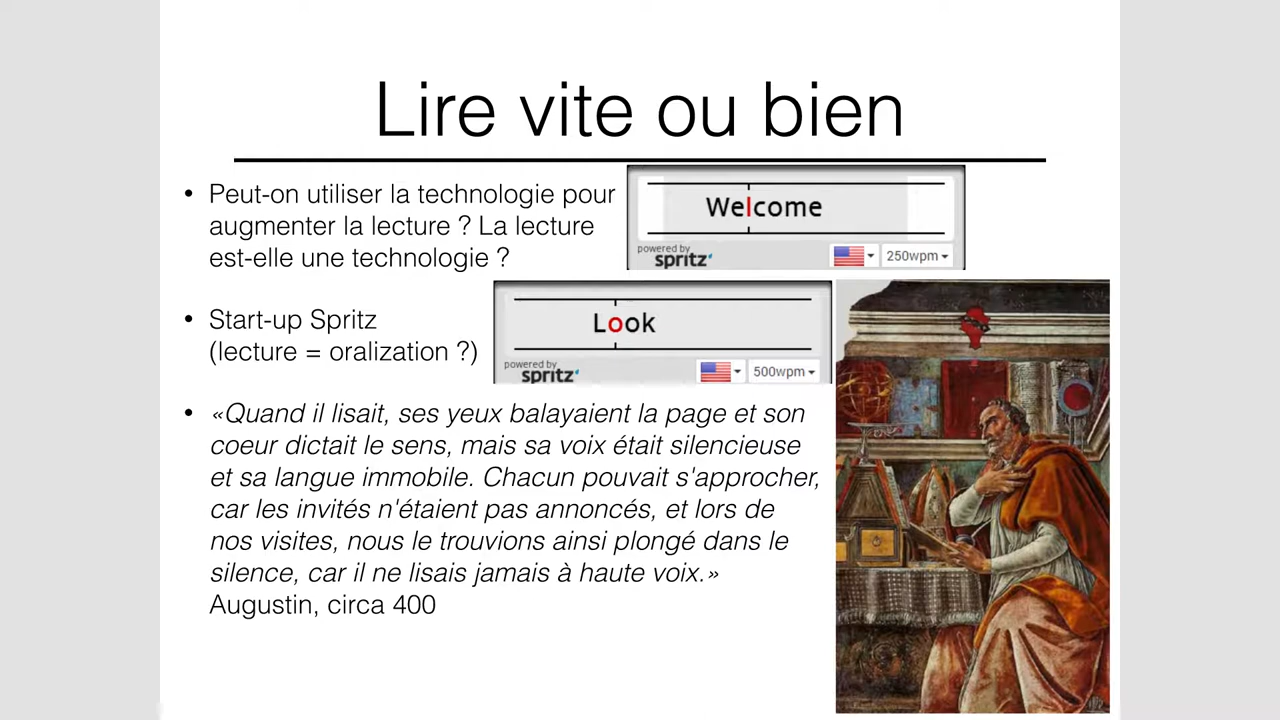 Lire vite ou bien
• Peut-on utiliser la technologie pour
augmenter la lecture ? La lecture
est-elle une technologie ?
Welcome
powered by
spritz
250wpm
• Start-up Spritz
(lecture = oralization ?)
Look
powered by
spritz
500wpm
• «Quand il lisait, ses yeux balayaient la page et son
coeur dictait le sens, mais sa voix était silencieuse
et sa langue immobile. Chacun pouvait s'approcher,
car les invités n'étaient pas annoncés, et lors de
nos visites, nous le trouvions ainsi plongé dans le
silence, car il ne lisais jamais à haute voix.»
Augustin, circa 400